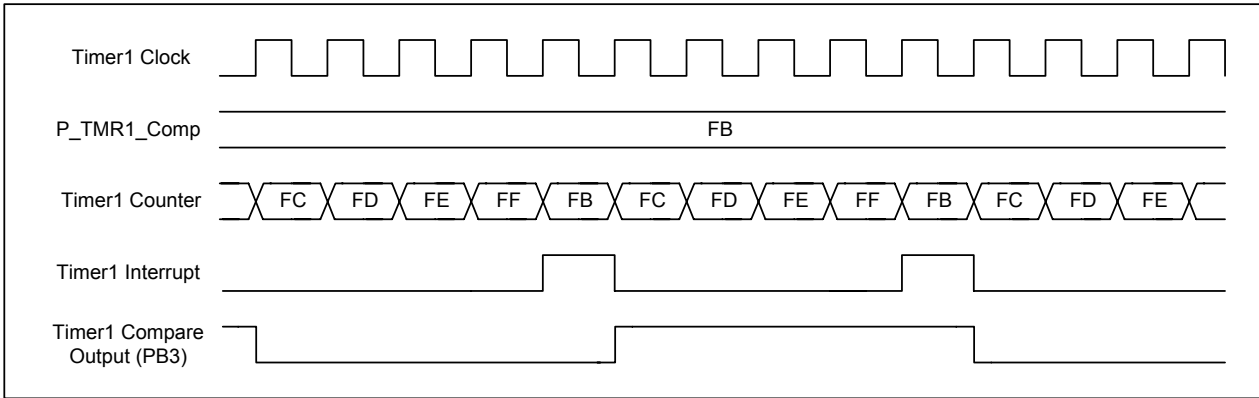 Timer1 Clock
P_TMR1_Comp
FB
Timer1 Counter
FC FD FE FF FB FC FD FE FF FB FC FD FE
Timer1 Interrupt
Timer1 Compare
Output (PB3)